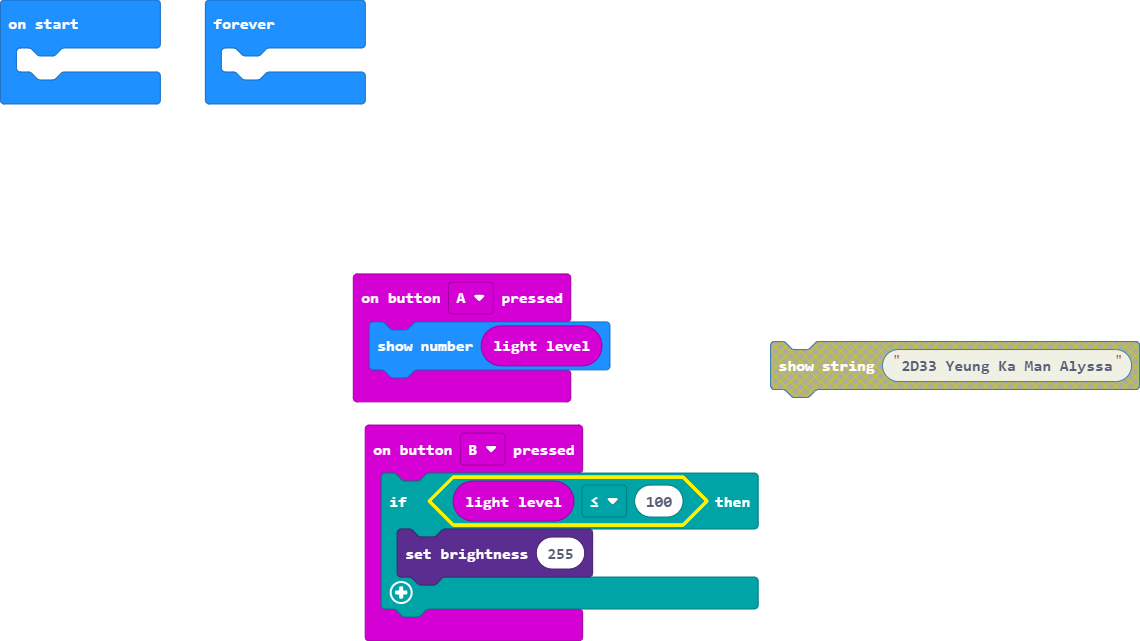 on start
forever
on button A pressed
show number light level
show string "2D33 Yeung Ka Man Alyssa"
on button B pressed
if light level ≤ 100 then
set brightness 255